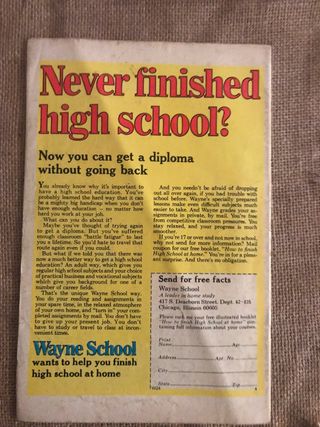 Never finished
high school?
Now you can get a diploma
without going back
You already know why it's important to
have a high school education. You've
probably learned the hard way that it can
be a mighty big handicap when you don't
have enough education — no matter how
hard you work at your job.
What can you do about it?
Maybe you've thought of trying again
to get a diploma. But you've suffered
enough classroom "battle fatigue" to last
you a lifetime. So you'd hate to travel that
route again even if you could.
But what if we told you that there was
now a much better way to get a high school
education? An adult way, which gives you
regular high school subjects and your choice
of practical business and vocational subjects
which give you background for one of a
number of career fields.
That's the unique Wayne School way.
You do your reading and assignments in
your spare time, in the relaxed atmosphere
of your own home, and "turn in" your com-
pleted assignments by mail. You don't have
to give up your present job. You don't
have to study or travel to class at incon-
venient times.
Wayne School
wants to help you finish
high school at home
And you needn't be afraid of dropping
out all over again, if you had trouble with
school before. Wayne's specially prepared
lessons make even difficult subjects much
easier to take. And Wayne grades your as-
signments in private, by mail. You're free
from competitive classroom pressures. You
stay relaxed, and your progress is much
smoother.
If you're 17 or over and not now in school,
why not send for more information? Mail
coupon for our free booklet, "How to finish
High School at home." You're in for a pleas-
ant surprise. And there's no obligation.
Send for free facts
Wayne School
A leader in home study
417 S. Dearborn Street, Dept.
Chicago, Illinois 60605
Please rush me your free illustrated booklet
"How to finish High School at home" con-
taining full information about your courses.
Print
Name Age
Address Apt No
City
State Zip